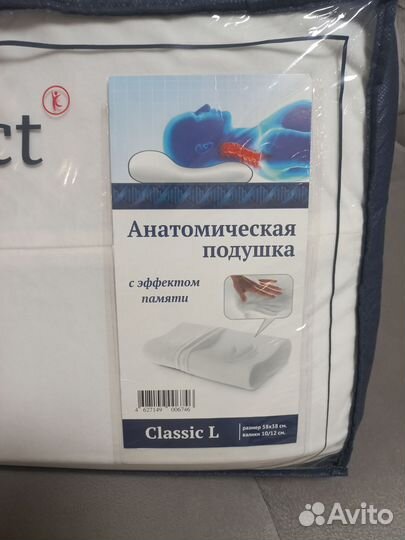 ct
Анатомическая
подушка
с эффектом
памяти
4 627149 006746
Classic L
размер 58x38 см.
валики 10/12 см.
Avito